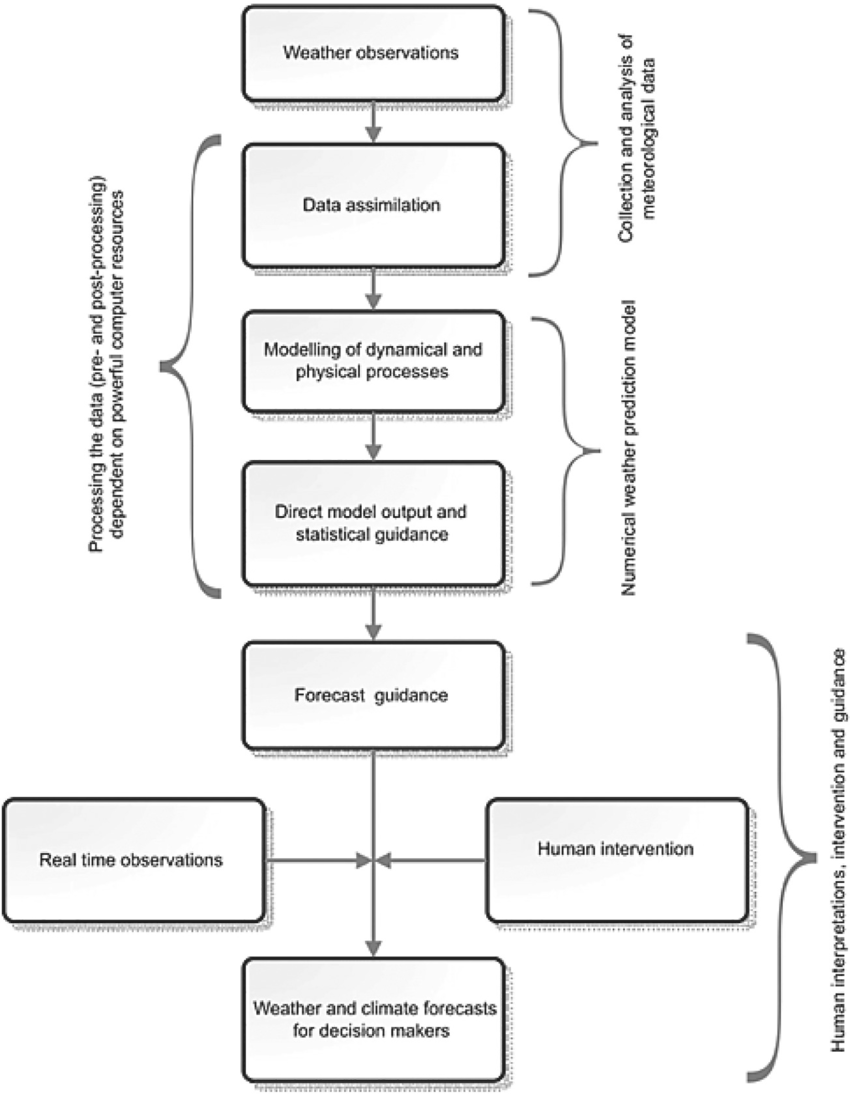 Weather observations
Collection and analysis of
meteorological data
Data assimilation
Processing the data (pre- and post-processing)
dependent on powerful computer resources
Modelling of dynamical and
physical processes
Numerical weather prediction model
Direct model output and
statistical guidance
Forecast guidance
Human interpretations, intervention and guidance
Real time observations
Human intervention
Weather and climate forecasts
for decision makers